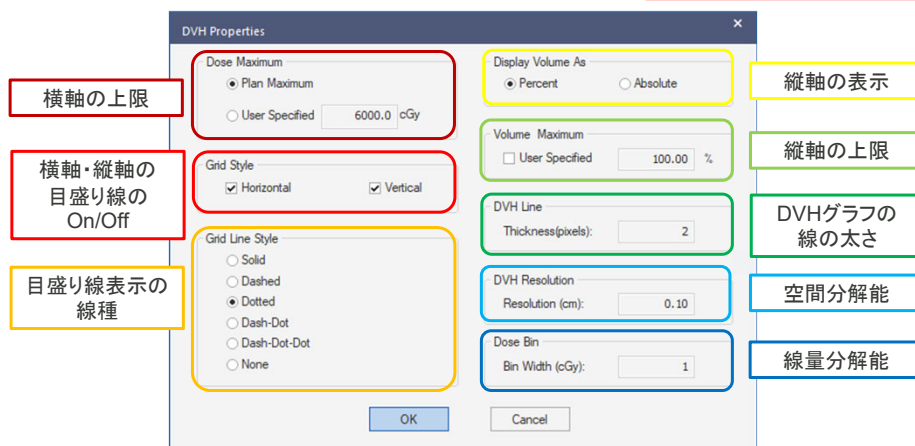 DVH Properties
×
横軸の上限
Dose Maximum
Plan Maximum
User Specified 6000.0 cGy
横軸・縦軸の
目盛り線の
On/Off
Grid Style
Horizontal Vertical
目盛り線表示の
線種
Grid Line Style
Solid
Dashed
Dotted
Dash-Dot
Dash-Dot-Dot
None
Display Volume As
Percent Absolute
縦軸の表示
Volume Maximum
User Specified 100.00 %
縦軸の上限
DVH Line
Thickness(pixels): 2
DVHグラフの
線の太さ
DVH Resolution
Resolution (cm): 0.10
空間分解能
Dose Bin
Bin Width (cGy): 1
線量分解能
OK Cancel